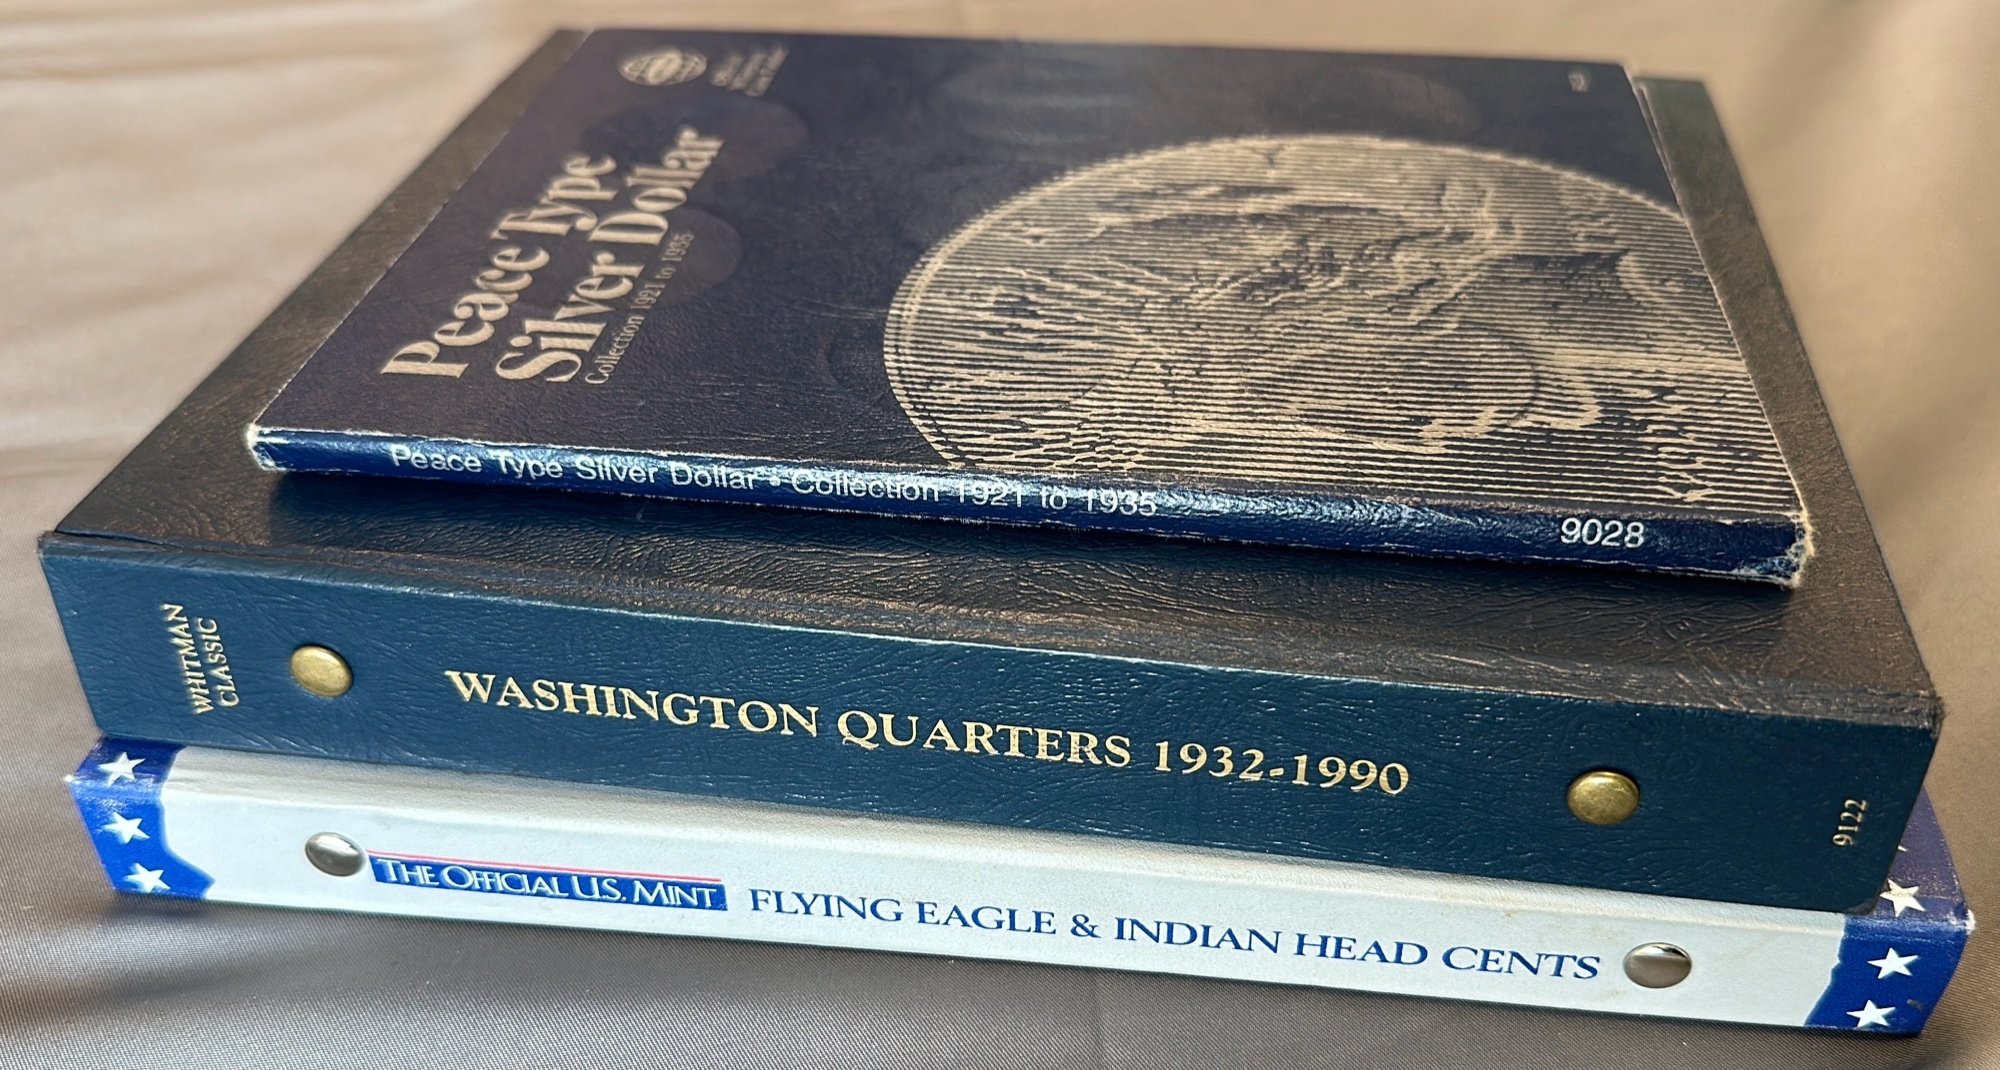 Peace Type
Silver Dollar
Collection 1921 to 1935
Peace Type Silver Dollar • Collection 1921 to 1935
9028
WHITMAN
CLASSIC
WASHINGTON QUARTERS 1932-1990
9122
THE OFFICIAL U.S. MINT
FLYING EAGLE & INDIAN HEAD CENTS